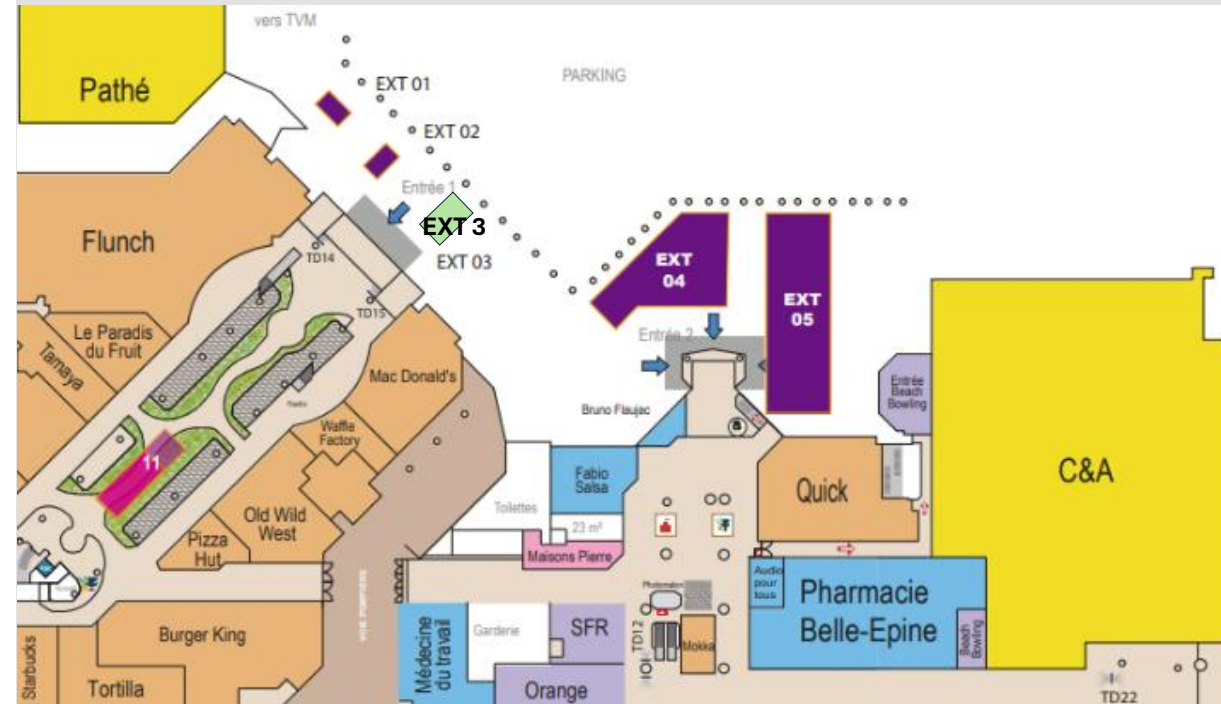 vers TVM
PARKING
Pathé
EXT 01
EXT 02
Entrée 1
EXT 3
EXT 03
Flunch
TD14
TD15
EXT
04
EXT
05
Entrée 2
Le Paradis
du Fruit
Tamaya
Mac Donald's
Entrée
Beach
Bowling
Bruno Flaujac
Waffle
Factory
11
C&A
Fabio
Salsa
Quick
Toilettes
23 m²
Old Wild
West
Pizza
Hut
Maisons Pierre
Audio
pour
tous
Pharmacie
Belle-Epine
Photomaton
VOIE POMPIERS
Burger King
Médecine
du travail
Garderie
SFR
TD12
Mokka
Beach
Bowling
Starbucks
Tortilla
Orange
TD22